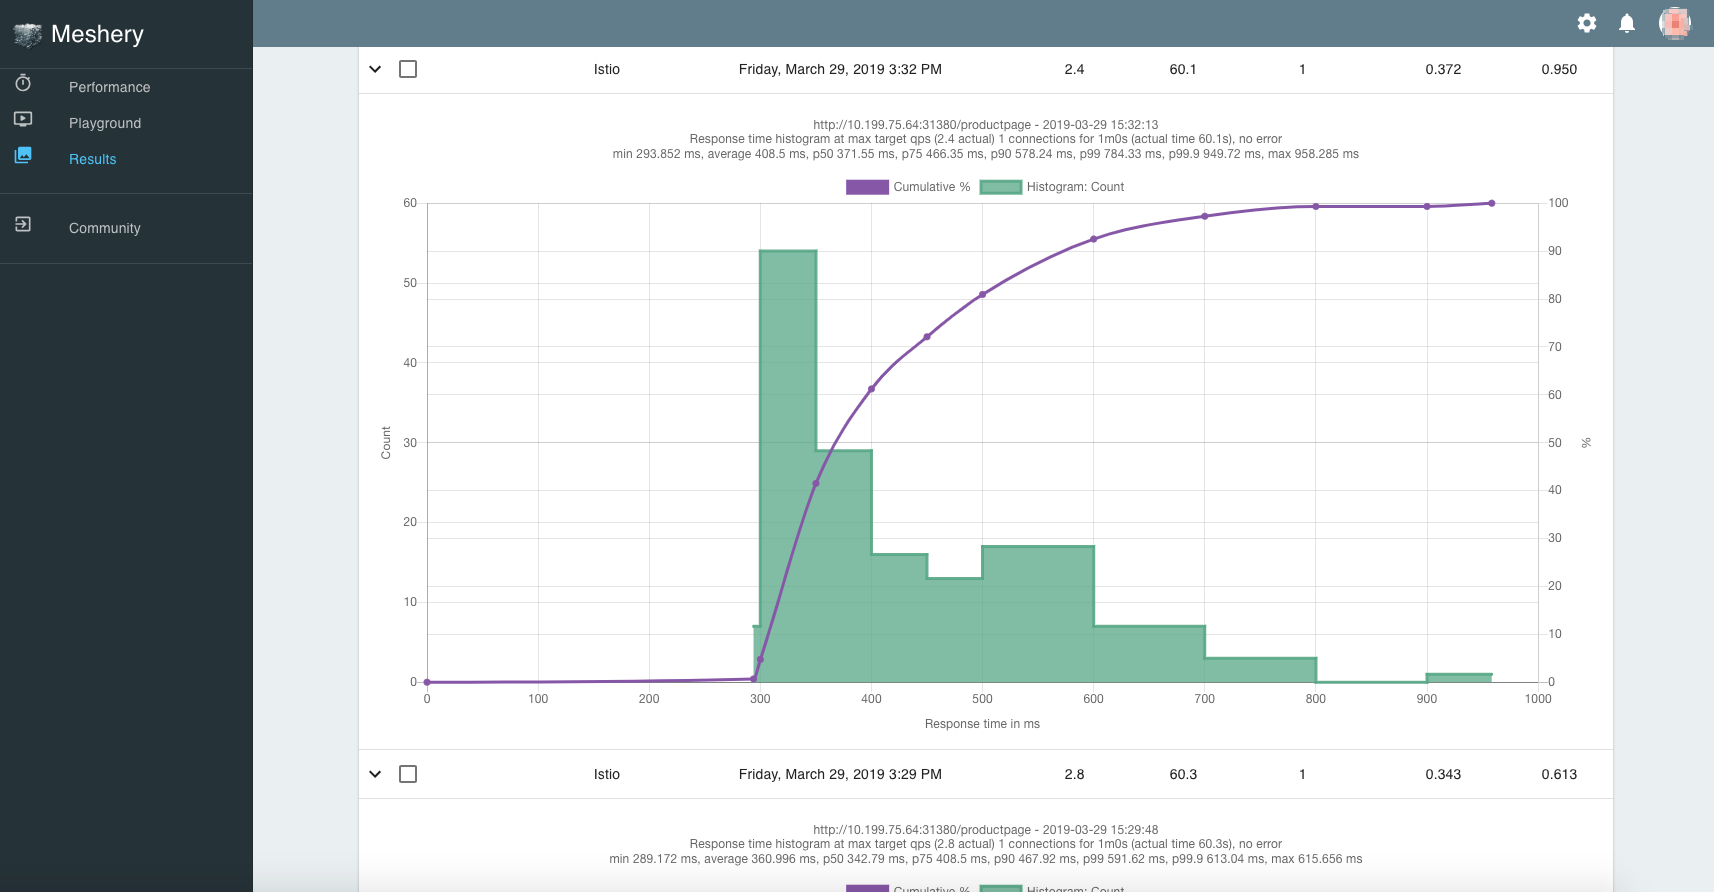 Meshery
Performance
Playground
Results
Community
Istio Friday, March 29, 2019 3:32 PM 2.4 60.1 1 0.372 0.950
http://10.199.75.64:31380/productpage - 2019-03-29 15:32:13
Response time histogram at max target qps (2.4 actual) 1 connections for 1m0s (actual time 60.1s), no error
min 293.852 ms, average 408.5 ms, p50 371.55 ms, p75 466.35 ms, p90 578.24 ms, p99 784.33 ms, p99.9 949.72 ms, max 958.285 ms
Cumulative % Histogram: Count
60 100
90
50
80
70
40
60
Count 30 50 %
40
20
30
20
10
10
0 0
0 100 200 300 400 500 600 700 800 900 1000
Response time in ms
Istio Friday, March 29, 2019 3:29 PM 2.8 60.3 1 0.343 0.613
http://10.199.75.64:31380/productpage - 2019-03-29 15:29:48
Response time histogram at max target qps (2.8 actual) 1 connections for 1m0s (actual time 60.3s), no error
min 289.172 ms, average 360.996 ms, p50 342.79 ms, p75 408.5 ms, p90 467.92 ms, p99 591.62 ms, p99.9 613.04 ms, max 615.656 ms
Cumulative % Histogram: Count